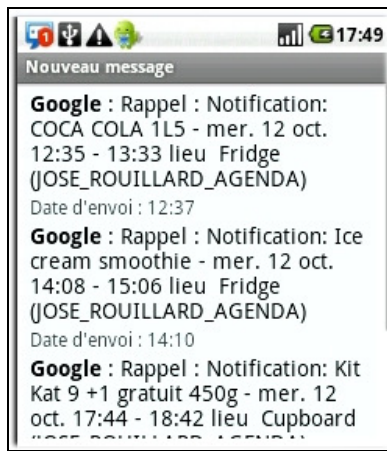 1
17:49
Nouveau message
Google : Rappel : Notification:
COCA COLA 1L5 - mer. 12 oct.
12:35 - 13:33 lieu Fridge
(JOSE_ROUILLARD_AGENDA)
Date d'envoi : 12:37
Google : Rappel : Notification: Ice
cream smoothie - mer. 12 oct.
14:08 - 15:06 lieu Fridge
(JOSE_ROUILLARD_AGENDA)
Date d'envoi : 14:10
Google : Rappel : Notification: Kit
Kat 9 +1 gratuit 450g - mer. 12
oct. 17:44 - 18:42 lieu Cupboard